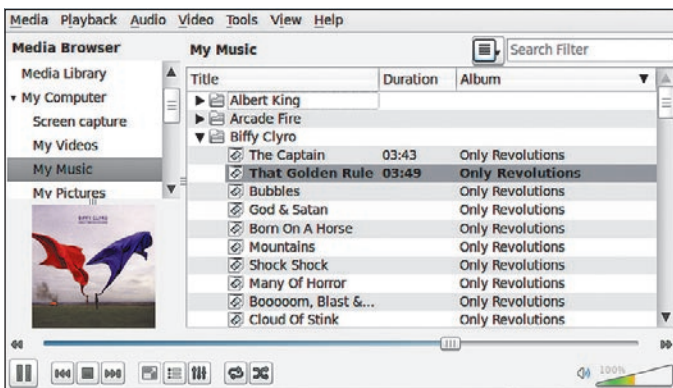 Media Playback Audio Video Tools View Help
Media Browser
My Music
Search Filter
Media Library
My Computer
Screen capture
My Videos
My Music
My Pictures
BIFFY CLYRO
Title Duration Album
Albert King
Arcade Fire
Biffy Clyro
The Captain 03:43 Only Revolutions
That Golden Rule 03:49 Only Revolutions
Bubbles Only Revolutions
God & Satan Only Revolutions
Born On A Horse Only Revolutions
Mountains Only Revolutions
Shock Shock Only Revolutions
Many Of Horror Only Revolutions
Booooom, Blast &... Only Revolutions
Cloud Of Stink Only Revolutions
100%